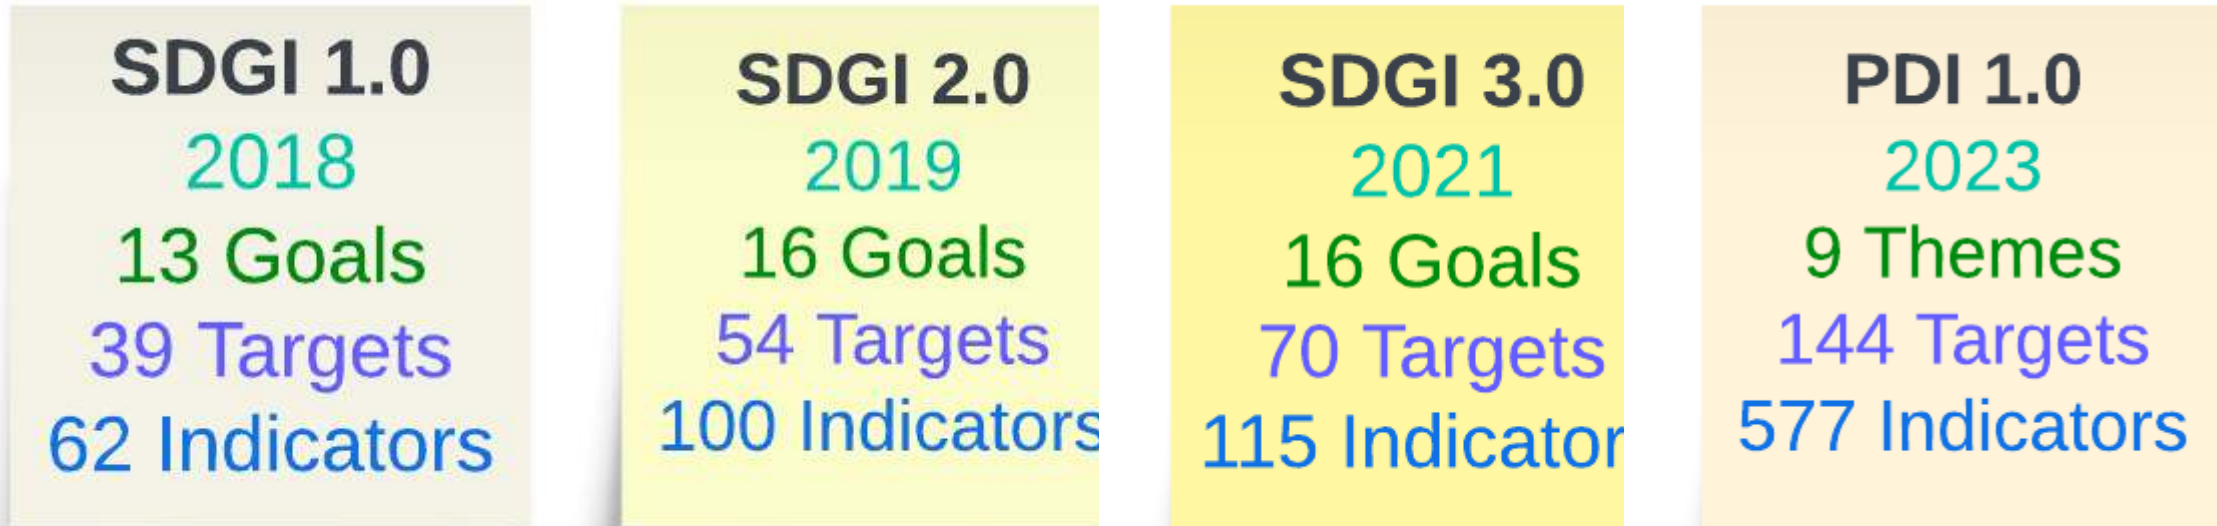 SDGI 1.0
2018
13 Goals
39 Targets
62 Indicators
SDGI 2.0
2019
16 Goals
54 Targets
100 Indicators
SDGI 3.0
2021
16 Goals
70 Targets
115 Indicator
PDI 1.0
2023
9 Themes
144 Targets
577 Indicators